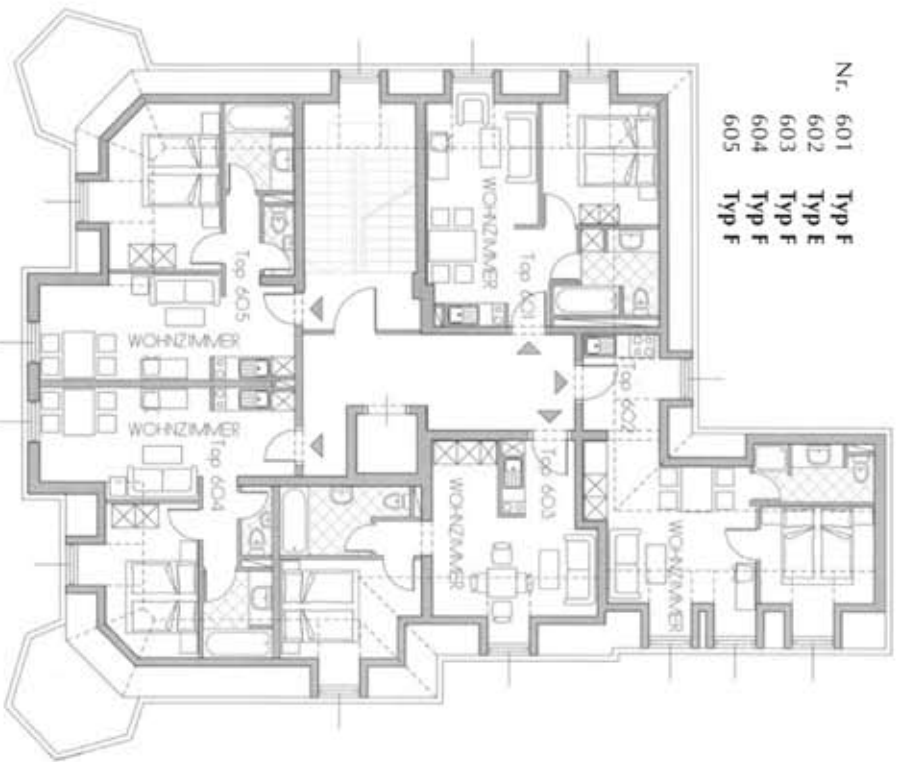 Nr. 601 Typ F
602 Typ E
603 Typ F
604 Typ F
605 Typ F
WOHNZIMMER
Top 601
Top 602
WOHNZIMMER
Top 603
WOHNZIMMER
Top 605
WOHNZIMMER
WOHNZIMMER
Top 604